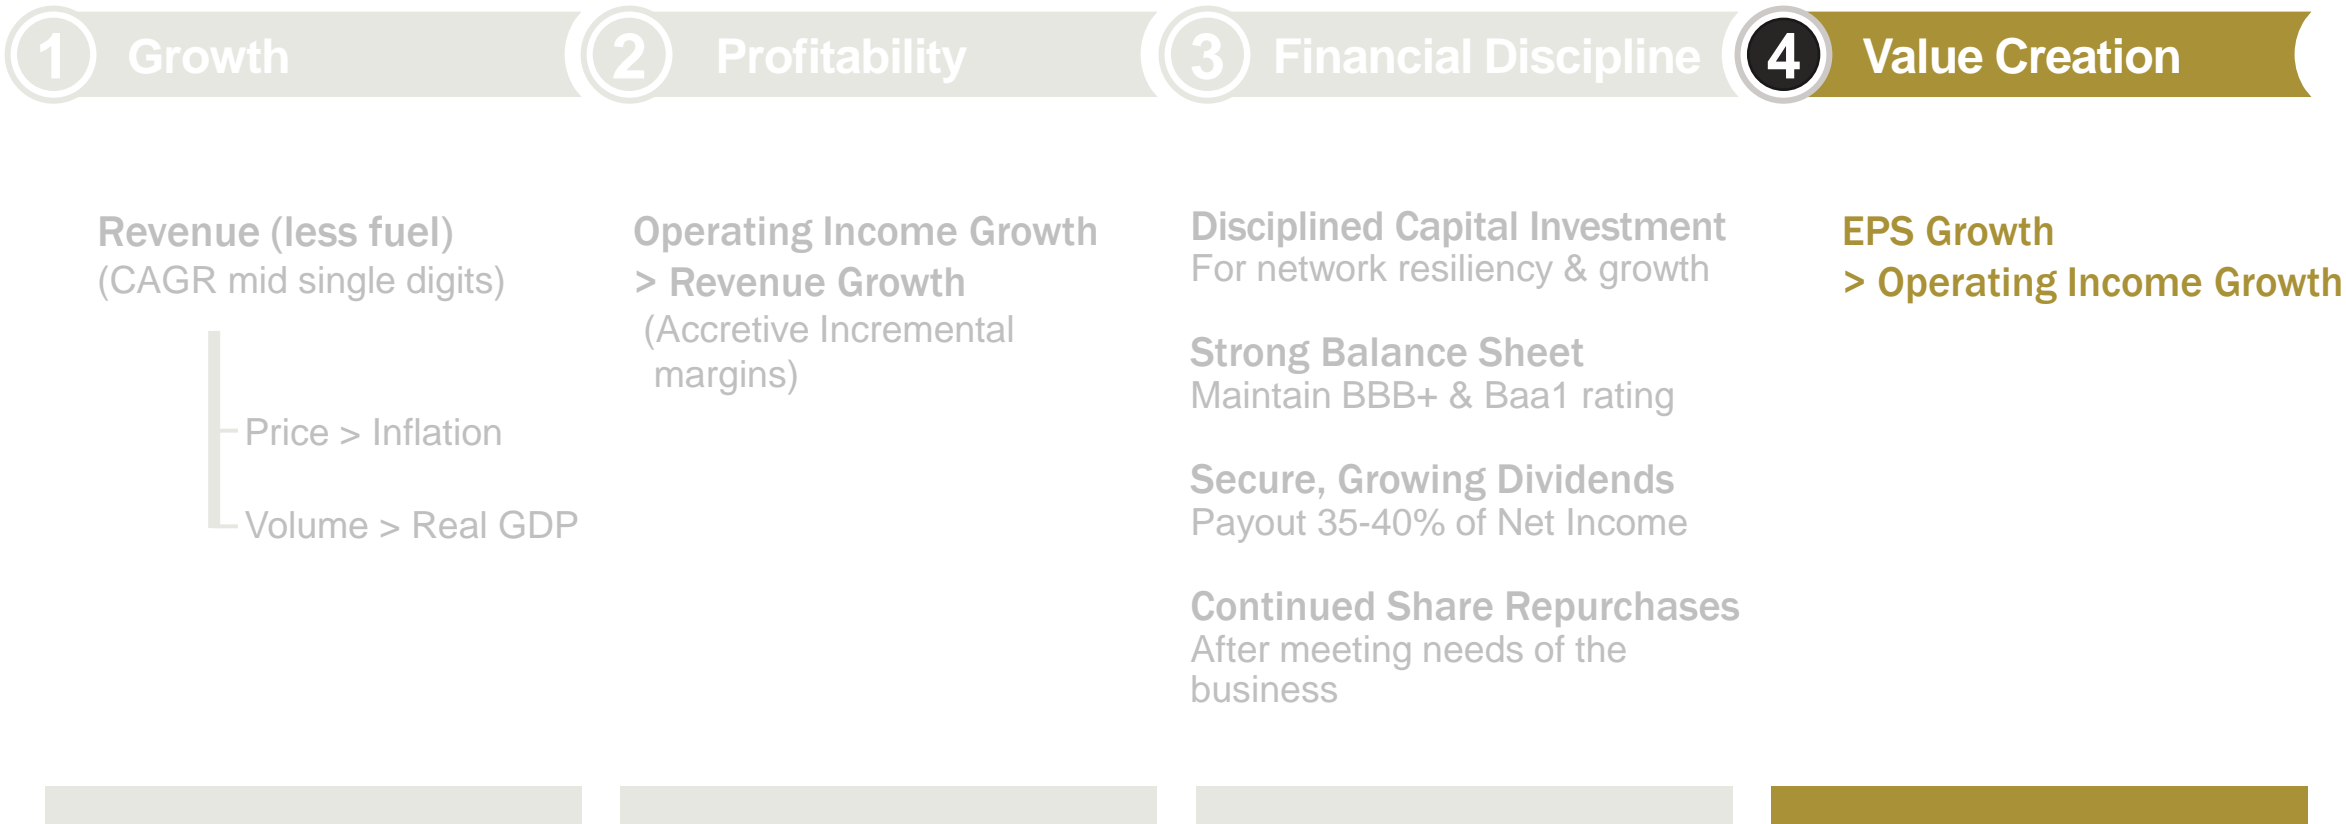 1 Growth
2 Profitability
3 Financial Discipline
4 Value Creation
Revenue (less fuel)
(CAGR mid single digits)
Price > Inflation
Volume > Real GDP
Operating Income Growth
> Revenue Growth
(Accretive Incremental
margins)
Disciplined Capital Investment
For network resiliency & growth
Strong Balance Sheet
Maintain BBB+ & Baa1 rating
Secure, Growing Dividends
Payout 35-40% of Net Income
Continued Share Repurchases
After meeting needs of the
business
EPS Growth
> Operating Income Growth